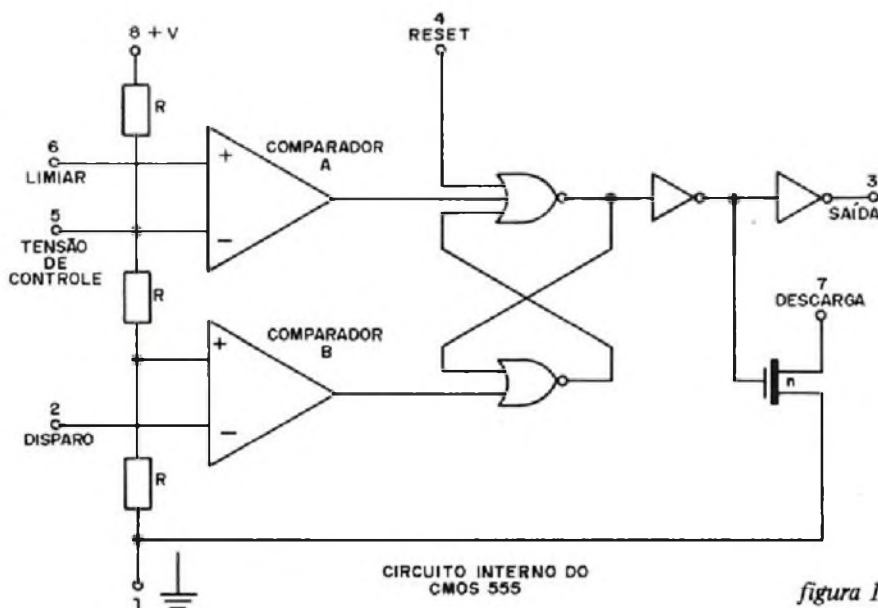 8 +V
4
RESET
R
6
LIMIAR
COMPARADOR
A
+
−
5
TENSÃO
DE
CONTROLE
3
SAÍDA
R
7
DESCARGA
COMPARADOR
B
+
−
n
2
DISPARO
R
1
CIRCUITO INTERNO DO
CMOS 555
figura 1